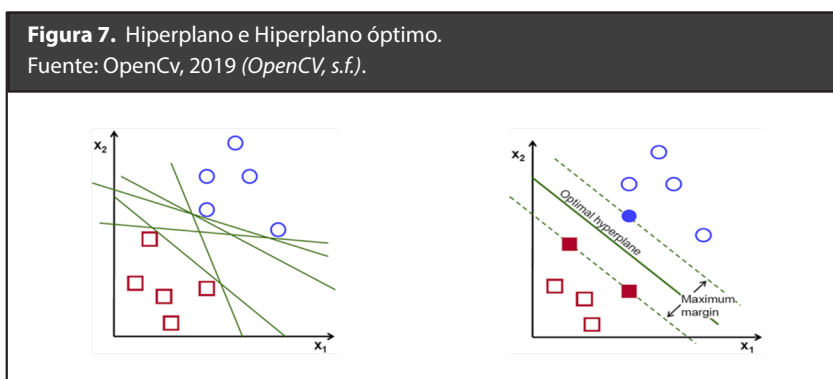 Figura 7. Hiperplano e Hiperplano óptimo.
Fuente: OpenCv, 2019 (OpenCV, s.f.).
x2
x1
x2
Optimal hyperplane
Maximum.
margin
x1